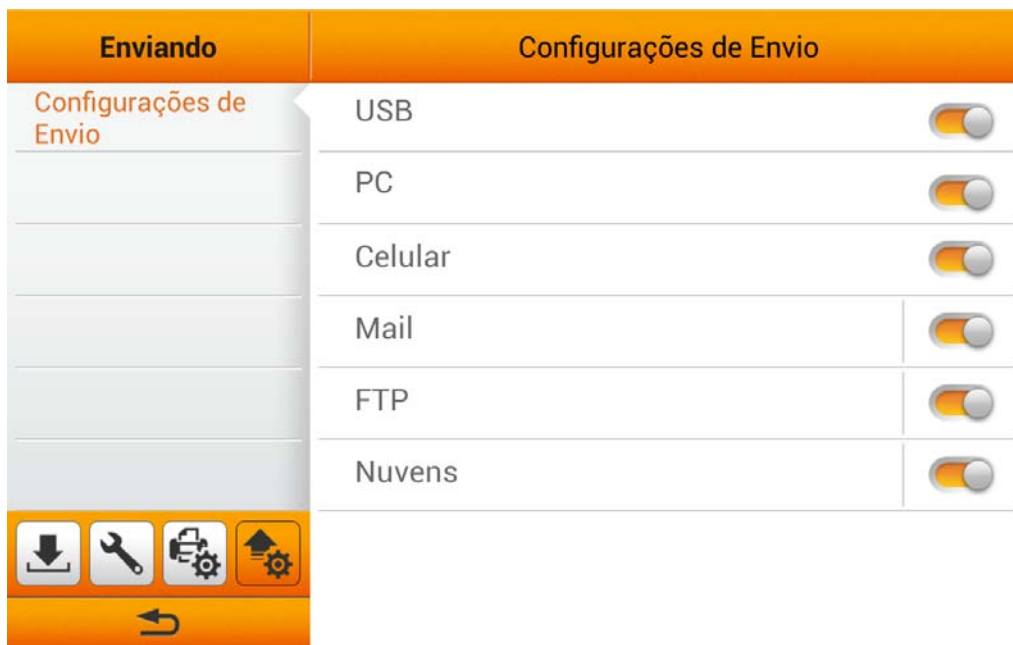 Enviando
Configurações de Envio
Configurações de
Envio
USB
PC
Celular
Mail
FTP
Nuvens